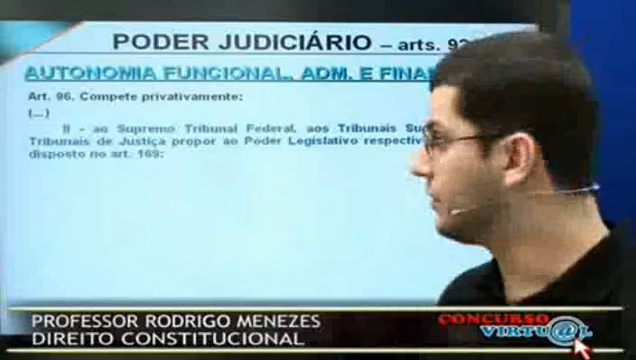 PODER JUDICIÁRIO – arts. 92
AUTONOMIA FUNCIONAL, ADM. E FINA
Art. 96. Compete privativamente:
(...)
II - ao Supremo Tribunal Federal, aos Tribunais Su
Tribunais de Justiça propor ao Poder Legislativo respectiv
disposto no art. 169:
PROFESSOR RODRIGO MENEZES
DIREITO CONSTITUCIONAL
CONCURSO
VIRTU@L